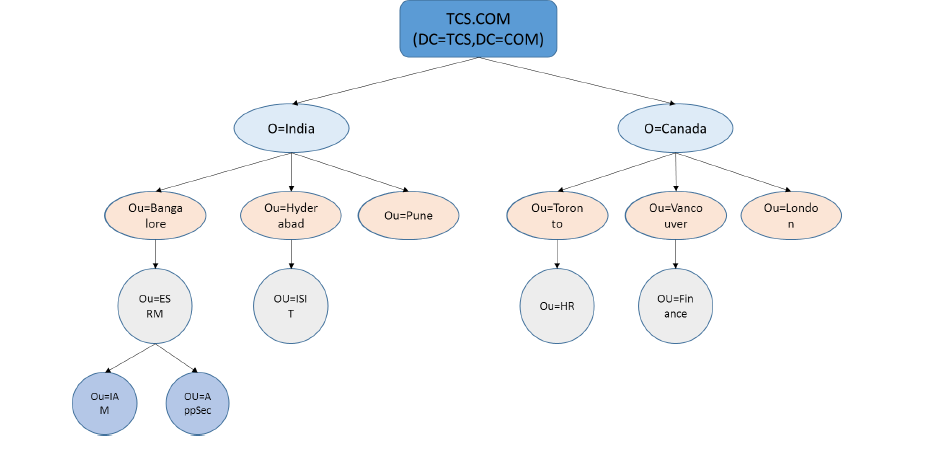 TCS.COM
(DC=TCS,DC=COM)
O=India
O=Canada
Ou=Banga
lore
Ou=Hyder
abad
Ou=Pune
Ou=Toron
to
Ou=Vanco
uver
Ou=Londo
n
Ou=ES
RM
OU=ISI
T
Ou=HR
OU=Fin
ance
Ou=IA
M
OU=A
ppSec